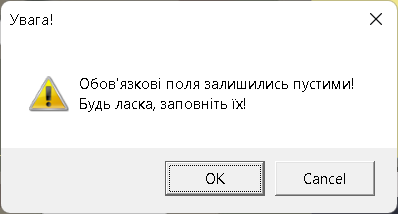 Увага!
Обов'язкові поля залишились пустими!
Будь ласка, заповніть їх!
OK
Cancel